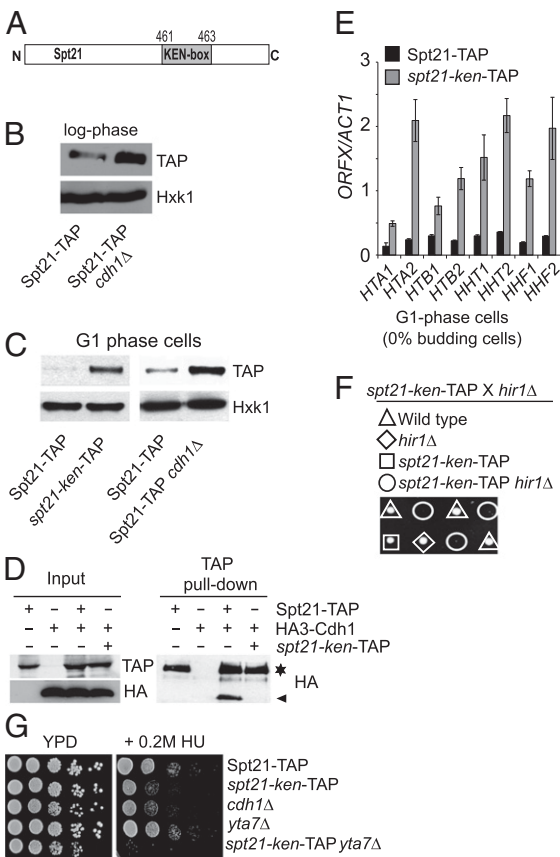 A
461 463
N Spt21 KEN-box C
B
log-phase
TAP
Hxk1
Spt21-TAP
Spt21-TAP cdh1Δ
C
G1 phase cells
TAP
Hxk1
Spt21-TAP
spt21-ken-TAP
Spt21-TAP
Spt21-TAP cdh1Δ
D
Input
TAP
pull-down
+ – + – + – + – Spt21-TAP
– + + + – + + + HA3-Cdh1
– – – + – – – + spt21-ken-TAP
TAP
HA
HA
E
Spt21-TAP
spt21-ken-TAP
ORFX/ACT1
3
2
1
0
HTA1 HTA2 HTB1 HTB2 HHT1 HHT2 HHF1 HHF2
G1-phase cells
(0% budding cells)
F
spt21-ken-TAP X hir1Δ
Wild type
hir1Δ
spt21-ken-TAP
spt21-ken-TAP hir1Δ
G
YPD + 0.2M HU
Spt21-TAP
spt21-ken-TAP
cdh1Δ
yta7Δ
spt21-ken-TAP yta7Δ